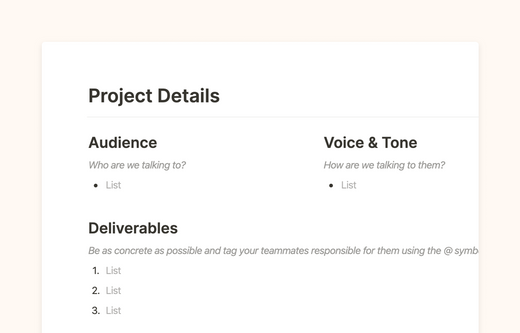 Project Details
Audience
Who are we talking to?
• List
Voice & Tone
How are we talking to them?
• List
Deliverables
Be as concrete as possible and tag your teammates responsible for them using the @
1. List
2. List
3. List